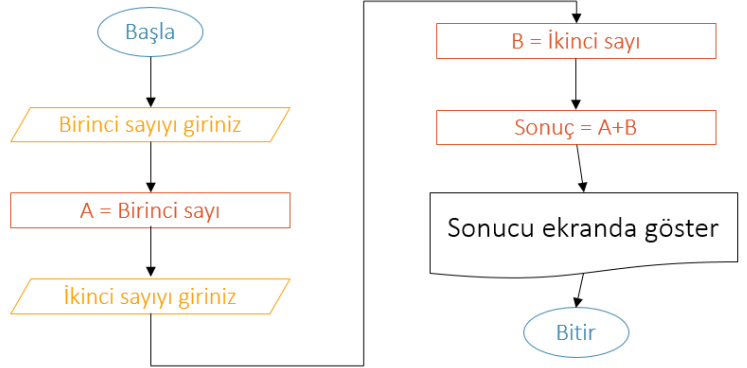 Başla
Birinci sayıyı giriniz
A = Birinci sayı
İkinci sayıyı giriniz
B = İkinci sayı
Sonuç = A+B
Sonucu ekranda göster
Bitir